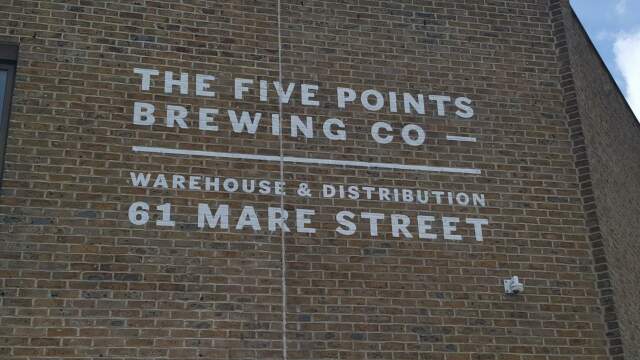 THE FIVE POINTS
BREWING CO —
WAREHOUSE & DISTRIBUTION
61 MARE STREET